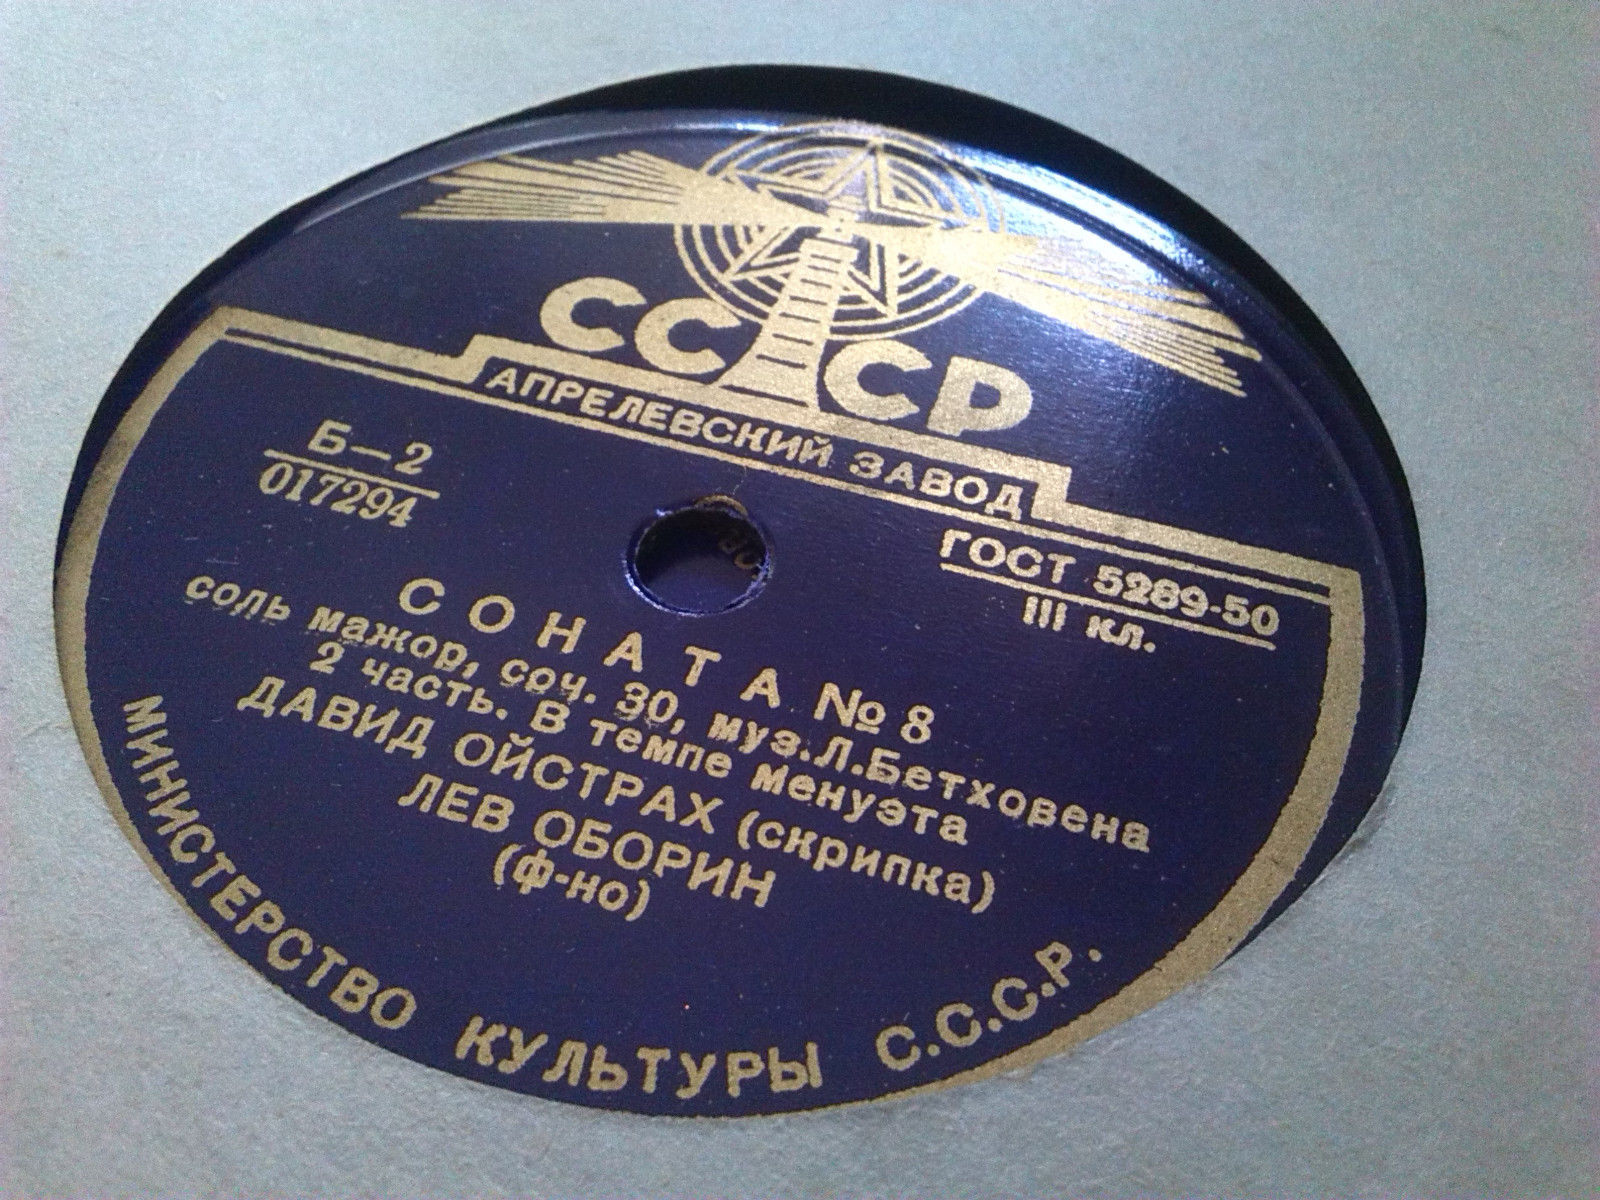 СССР
АПРЕЛЕВСКИЙ ЗАВОД
Б—2
017294
ГОСТ 5289-50
III кл.
СОНАТА № 8
соль мажор, соч. 30, муз.Л.Бетховена
2 часть. В темпе менуэта
ДАВИД ОЙСТРАХ (скрипка)
ЛЕВ ОБОРИН
(ф-но)
МИНИСТЕРСТВО КУЛЬТУРЫ С.С.С.Р.